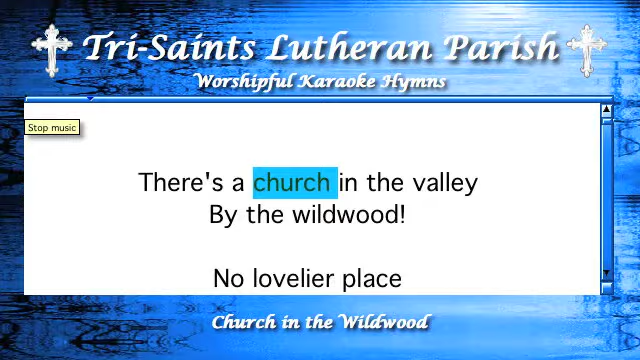 Tri-Saints Lutheran Parish
Worshipful Karaoke Hymns
Stop music
There's a church in the valley
By the wildwood!
No lovelier place
Church in the Wildwood